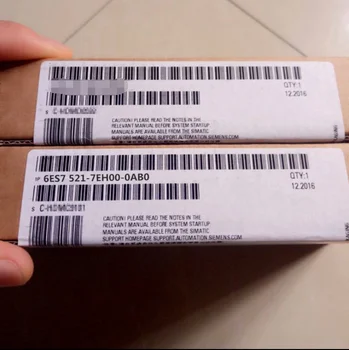 QTY:1
12.2016
CAUTION! PLEASE READ THE NOTES IN THE
RELEVANT MANUAL BEFORE SYSTEM STARTUP
MANUALS ARE AVAILABLE FROM THE SIMATIC
SUPPORT HOMEPAGE SUPPORT.AUTOMATION.SIEMENS.COM
1P 6ES7 521-7EH00-0AB0
QTY:1
12.2016
S
CAUTION! PLEASE READ THE NOTES IN THE
RELEVANT MANUAL BEFORE SYSTEM STARTUP
MANUALS ARE AVAILABLE FROM THE SIMATIC
SUPPORT HOMEPAGE SUPPORT.AUTOMATION.SIEMENS.COM